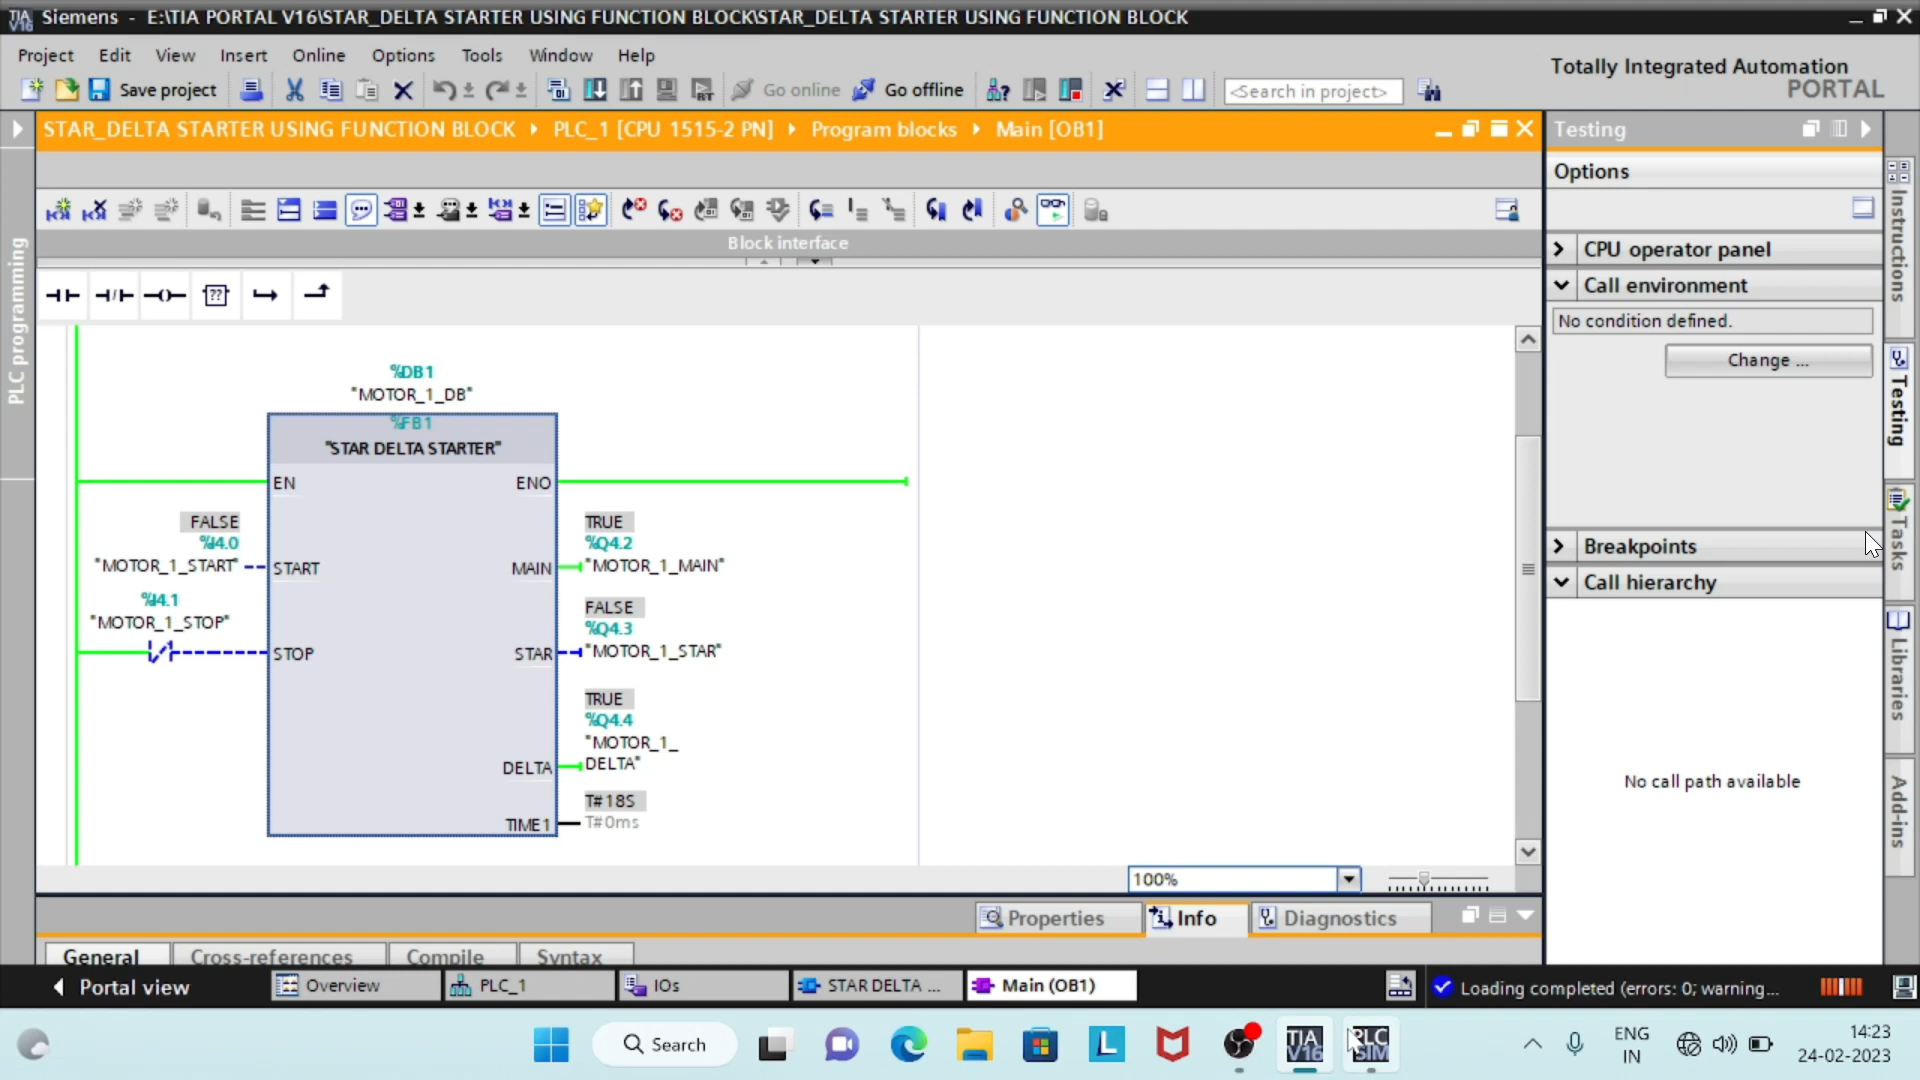 TIA V16 Siemens - E:\TIA PORTAL V16\STAR_DELTA STARTER USING FUNCTION BLOCK\STAR_DELTA STARTER USING FUNCTION BLOCK
Project Edit View Insert Online Options Tools Window Help
Totally Integrated Automation
PORTAL
Save project Go online Go offline <Search in project>
STAR_DELTA STARTER USING FUNCTION BLOCK PLC_1 [CPU 1515-2 PN] Program blocks Main [OB1]
Testing
Options
Block interface
CPU operator panel
Call environment
No condition defined.
Change ...
Breakpoints
Call hierarchy
No call path available
PLC programming
Instructions
Testing
Tasks
Libraries
Add-ins
??
%DB1
"MOTOR_1_DB"
%FB1
"STAR DELTA STARTER"
EN ENO
FALSE
%I4.0
"MOTOR_1_START" START
%I4.1
"MOTOR_1_STOP"
STOP
MAIN
TRUE
%Q4.2
"MOTOR_1_MAIN"
FALSE
%Q4.3
STAR "MOTOR_1_STAR"
TRUE
%Q4.4
"MOTOR_1_
DELTA DELTA"
T#18S
TIME1 T#0ms
100%
Properties Info Diagnostics
General Cross-references Compile Syntax
Portal view Overview PLC_1 IOs STAR DELTA ... Main (OB1) Loading completed (errors: 0; warning...
Search
L
TIA V16
PLC SIM
ENG
IN
14:23
24-02-2023